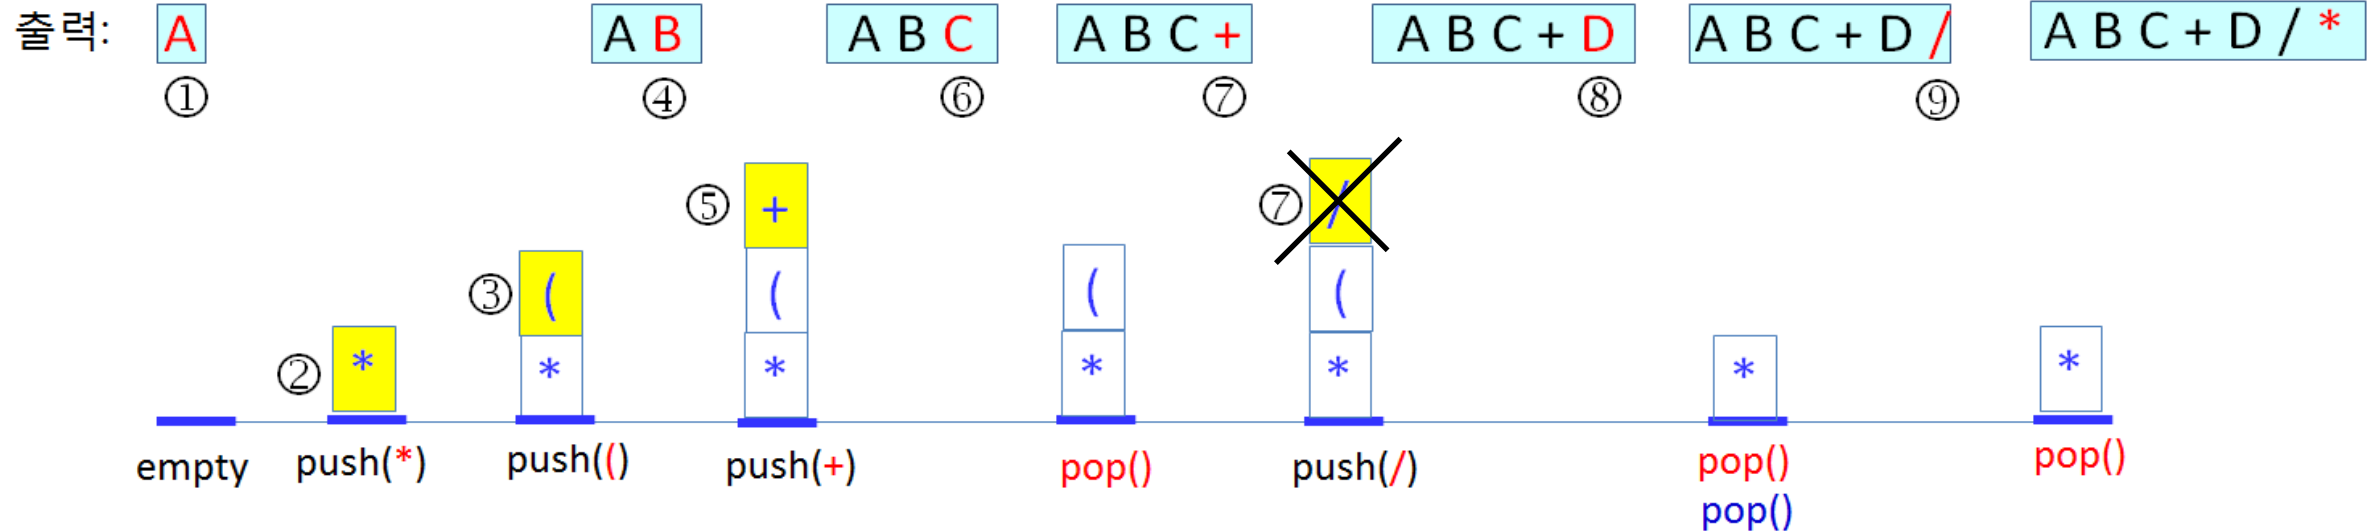 출력: A A B A B C A B C + A B C + D A B C + D / A B C + D / *
① ④ ⑥ ⑦ ⑧ ⑨
⑤ + ⑦ /
③ ( ( ( (
② * * * * * * *
empty push(*) push(() push(+) pop() push(/) pop() pop()
pop()